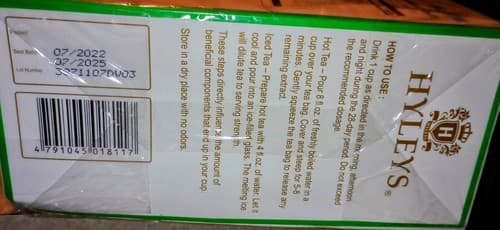 HYLEYS ®
HOW TO USE :
Drink 1 cup as directed in the morning, afternoon
and night during the 28-day period. Do not exceed
the recommended dosage.
Hot Tea – Pour 8 fl.oz. of freshly boiled water in a
cup over your tea bag. Cover and steep for 5-6
minutes. Gently squeeze the tea bag to release any
remaining extract.
Iced Tea – Prepare hot tea with 4 fl.oz. of water. Let it
cool and pour into an ice filled glass. The melting ice
will dilute tea to serving strength.
These steps directly influence the amount of
beneficial components that end up in your cup.
Store in a dry place with no odors.
Packed:
07/2022
Best Before:
07/2025
Lot Number:
4 791045 018117